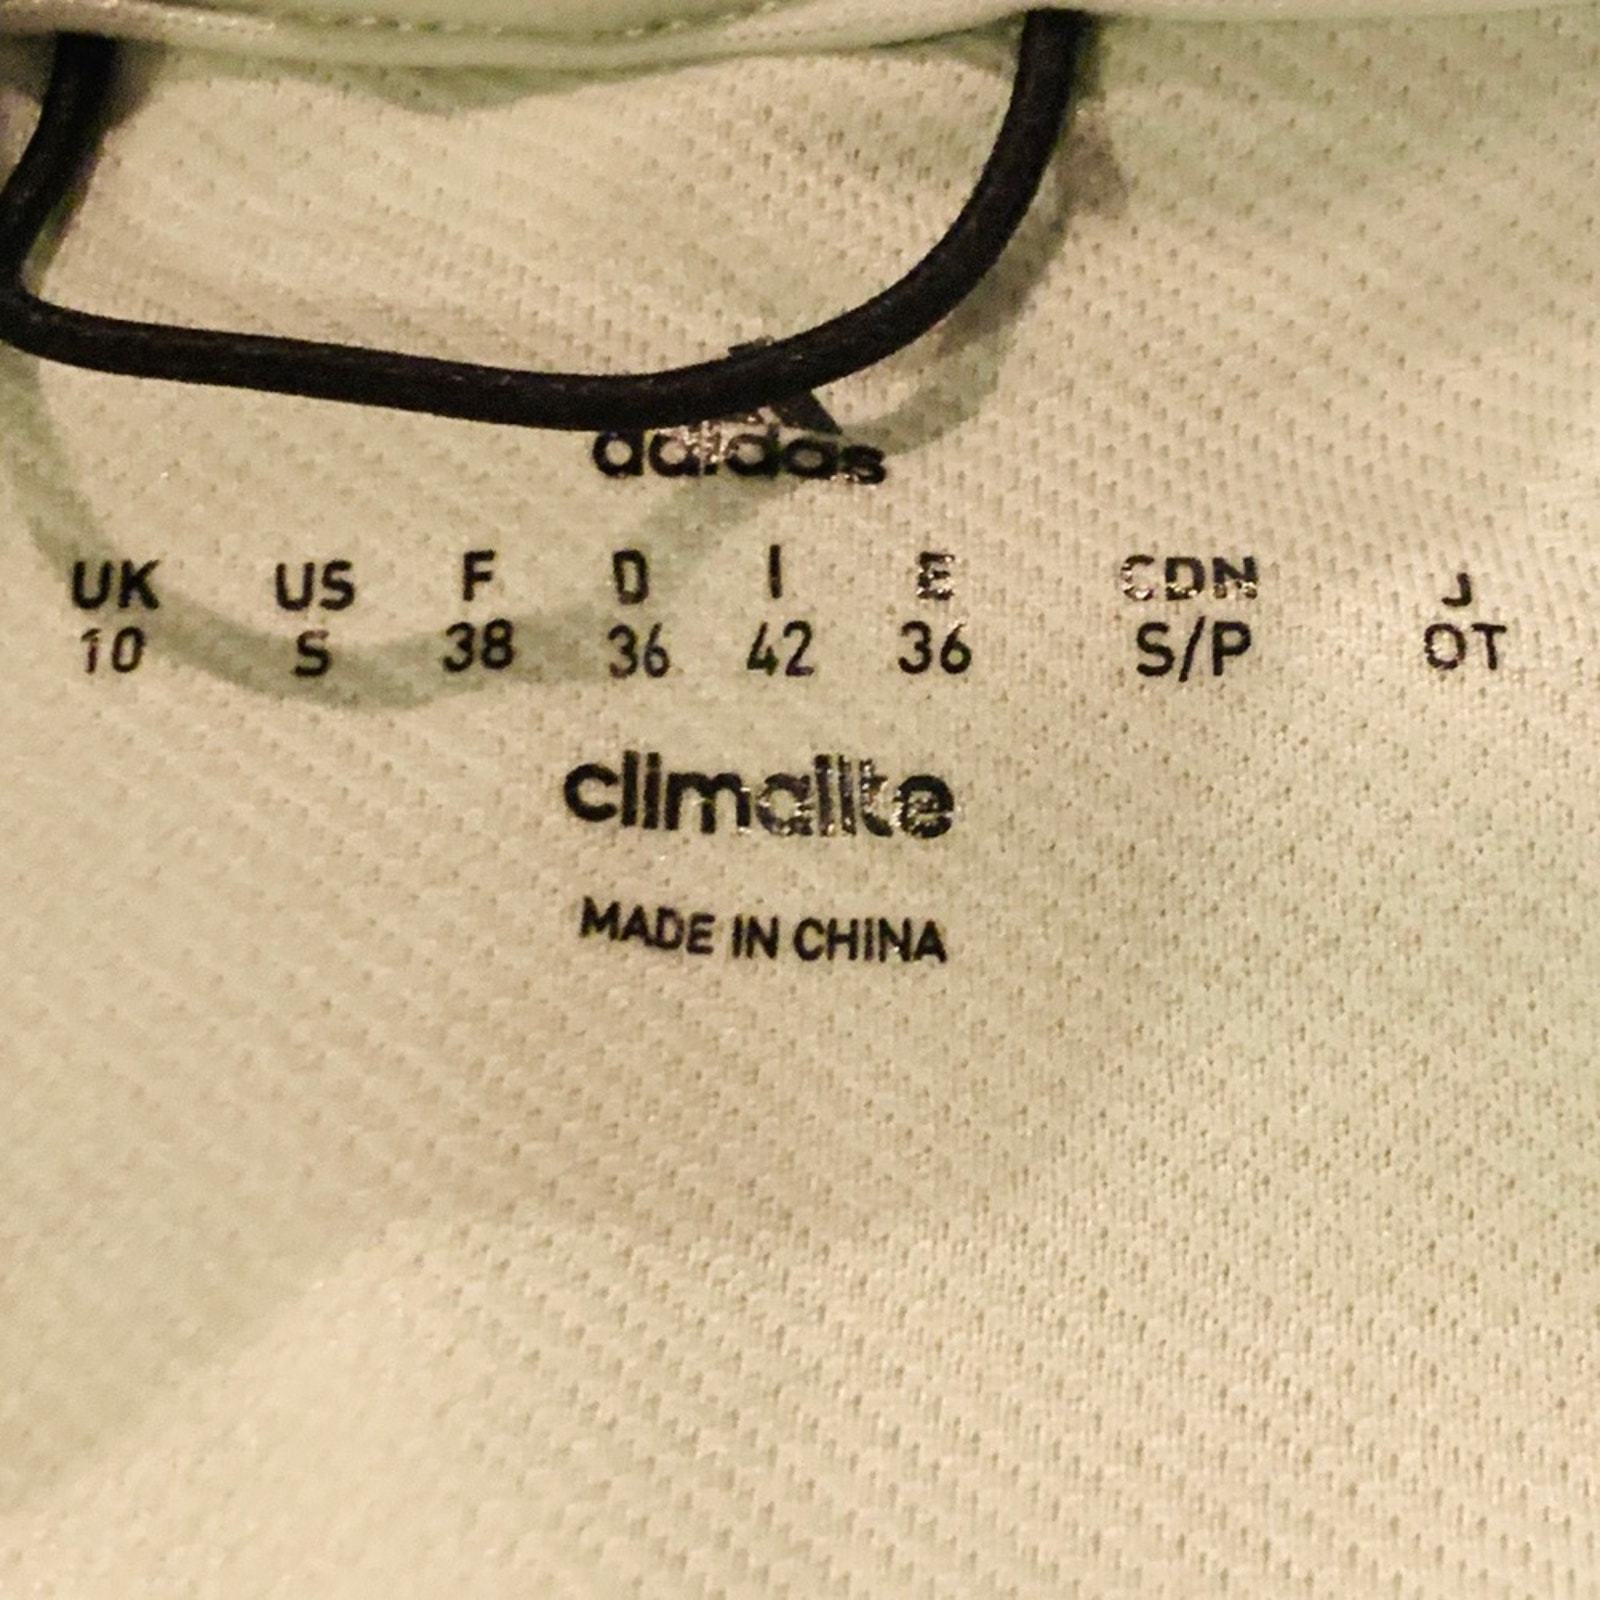 adidas
UK US F D I E CDN J
10 S 38 36 42 36 S/P OT
climalite
MADE IN CHINA